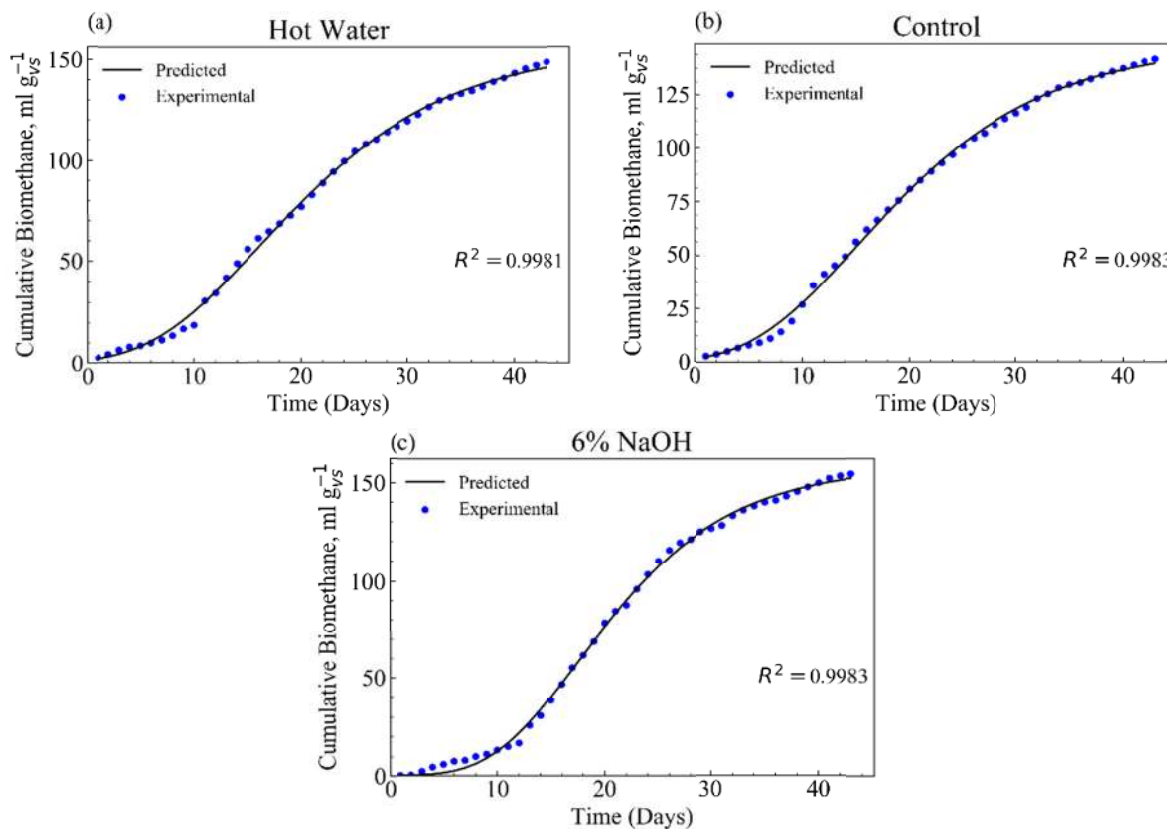 (a)
Hot Water
150
100
50
0
Predicted
Experimental
R² = 0.9981
0 10 20 30 40
Time (Days)
Cumulative Biomethane, ml g_vs^−1
(b)
Control
125
100
75
50
25
0
Predicted
Experimental
R² = 0.9983
0 10 20 30 40
Time (Days)
Cumulative Biomethane, ml g_vs^−1
(c)
6% NaOH
150
100
50
0
Predicted
Experimental
R² = 0.9983
0 10 20 30 40
Time (Days)
Cumulative Biomethane, ml g_vs^−1